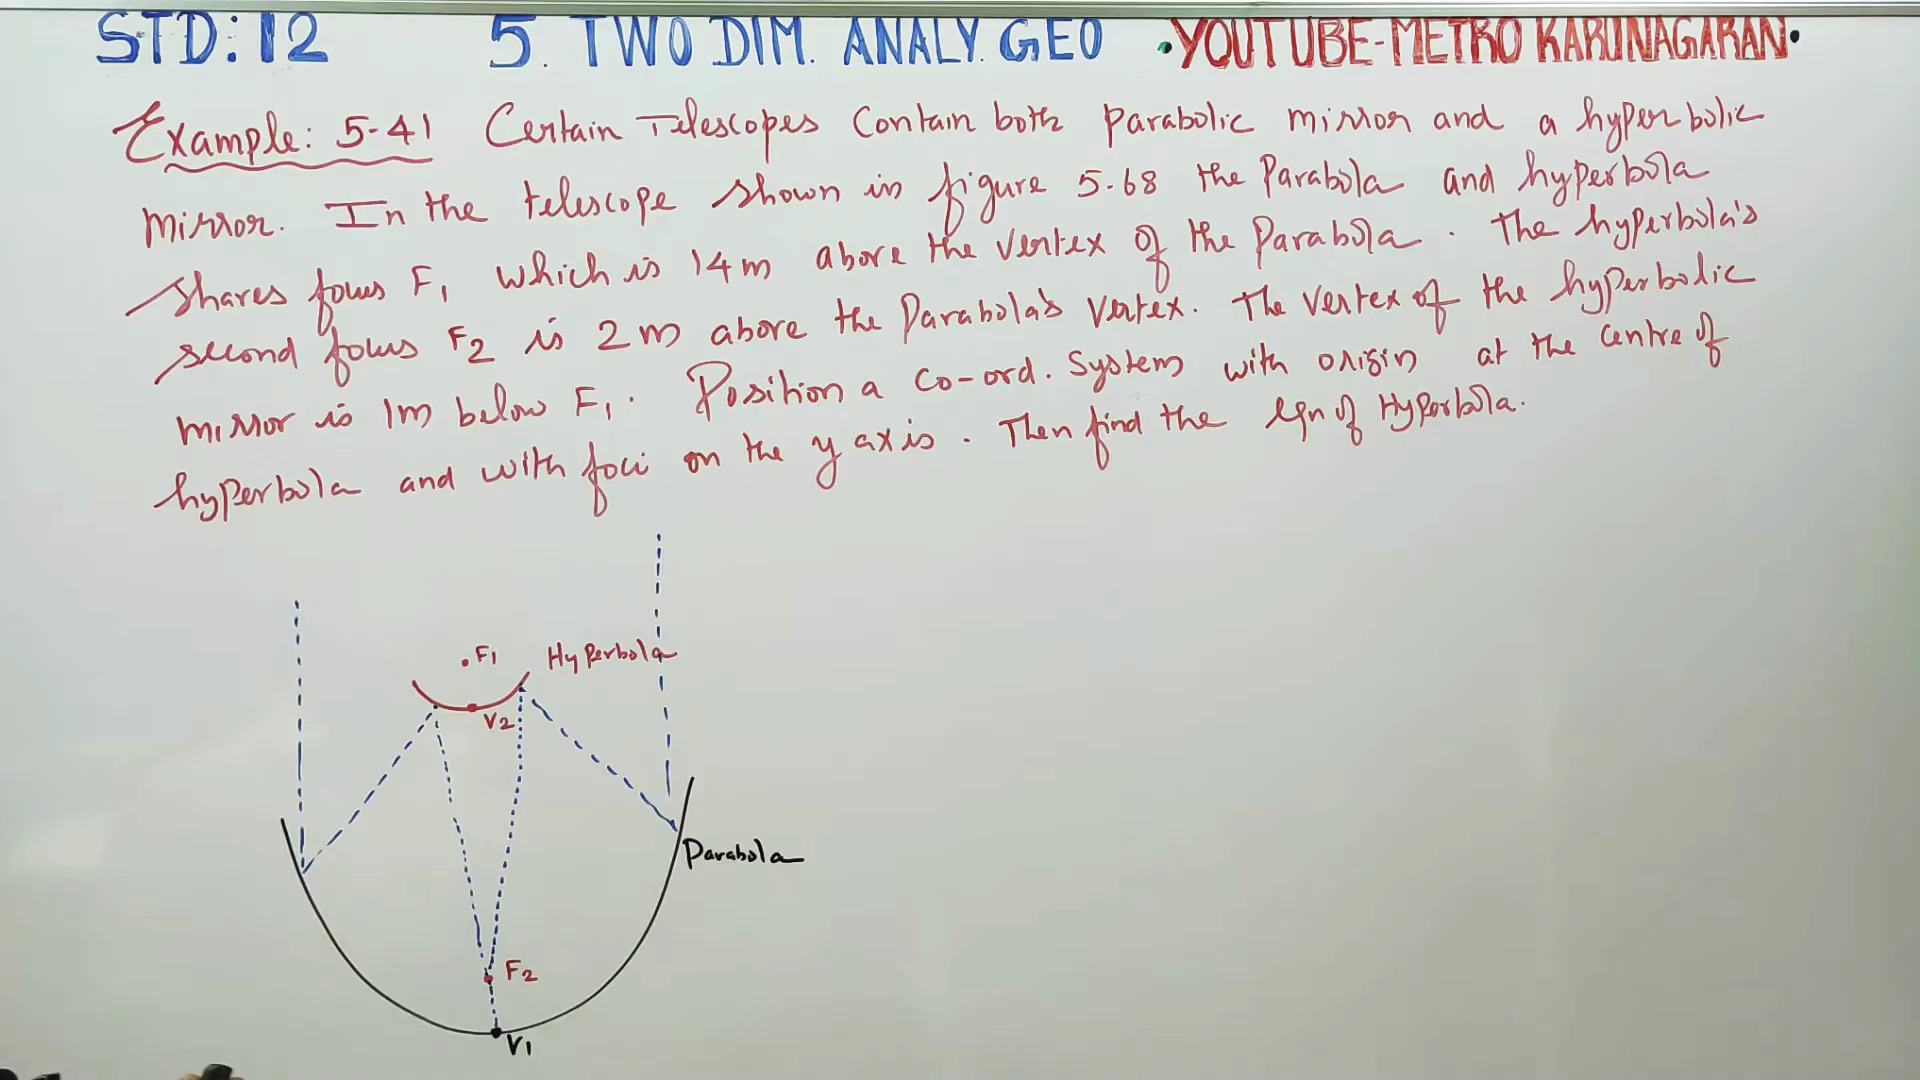 STD: 12 5. TWO DIM. ANALY. GEO •YOUTUBE-METRO KARUNAGARAN•
Example: 5-41 Certain Telescopes contain both parabolic mirror and a hyperbolic
mirror. In the telescope shown in figure 5-68 the Parabola and hyperbola
shares focus F1 which is 14m above the vertex of the Parabola. The hyperbola's
second focus F2 is 2m above the Parabola's vertex. The vertex of the hyperbolic
mirror is 1m below F1. Position a co-ord. system with origin at the centre of
hyperbola and with foci on the y axis. Then find the eqn of Hyperbola.
F1 Hyperbola
V2
Parabola
F2
V1